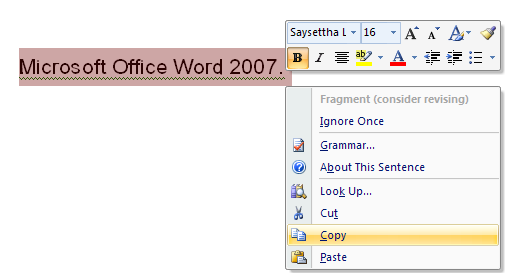 Saysettha L 16 A A A
B I ab A
Microsoft Office Word 2007.
Fragment (consider revising)
Ignore Once
Grammar...
About This Sentence
Look Up...
Cut
Copy
Paste